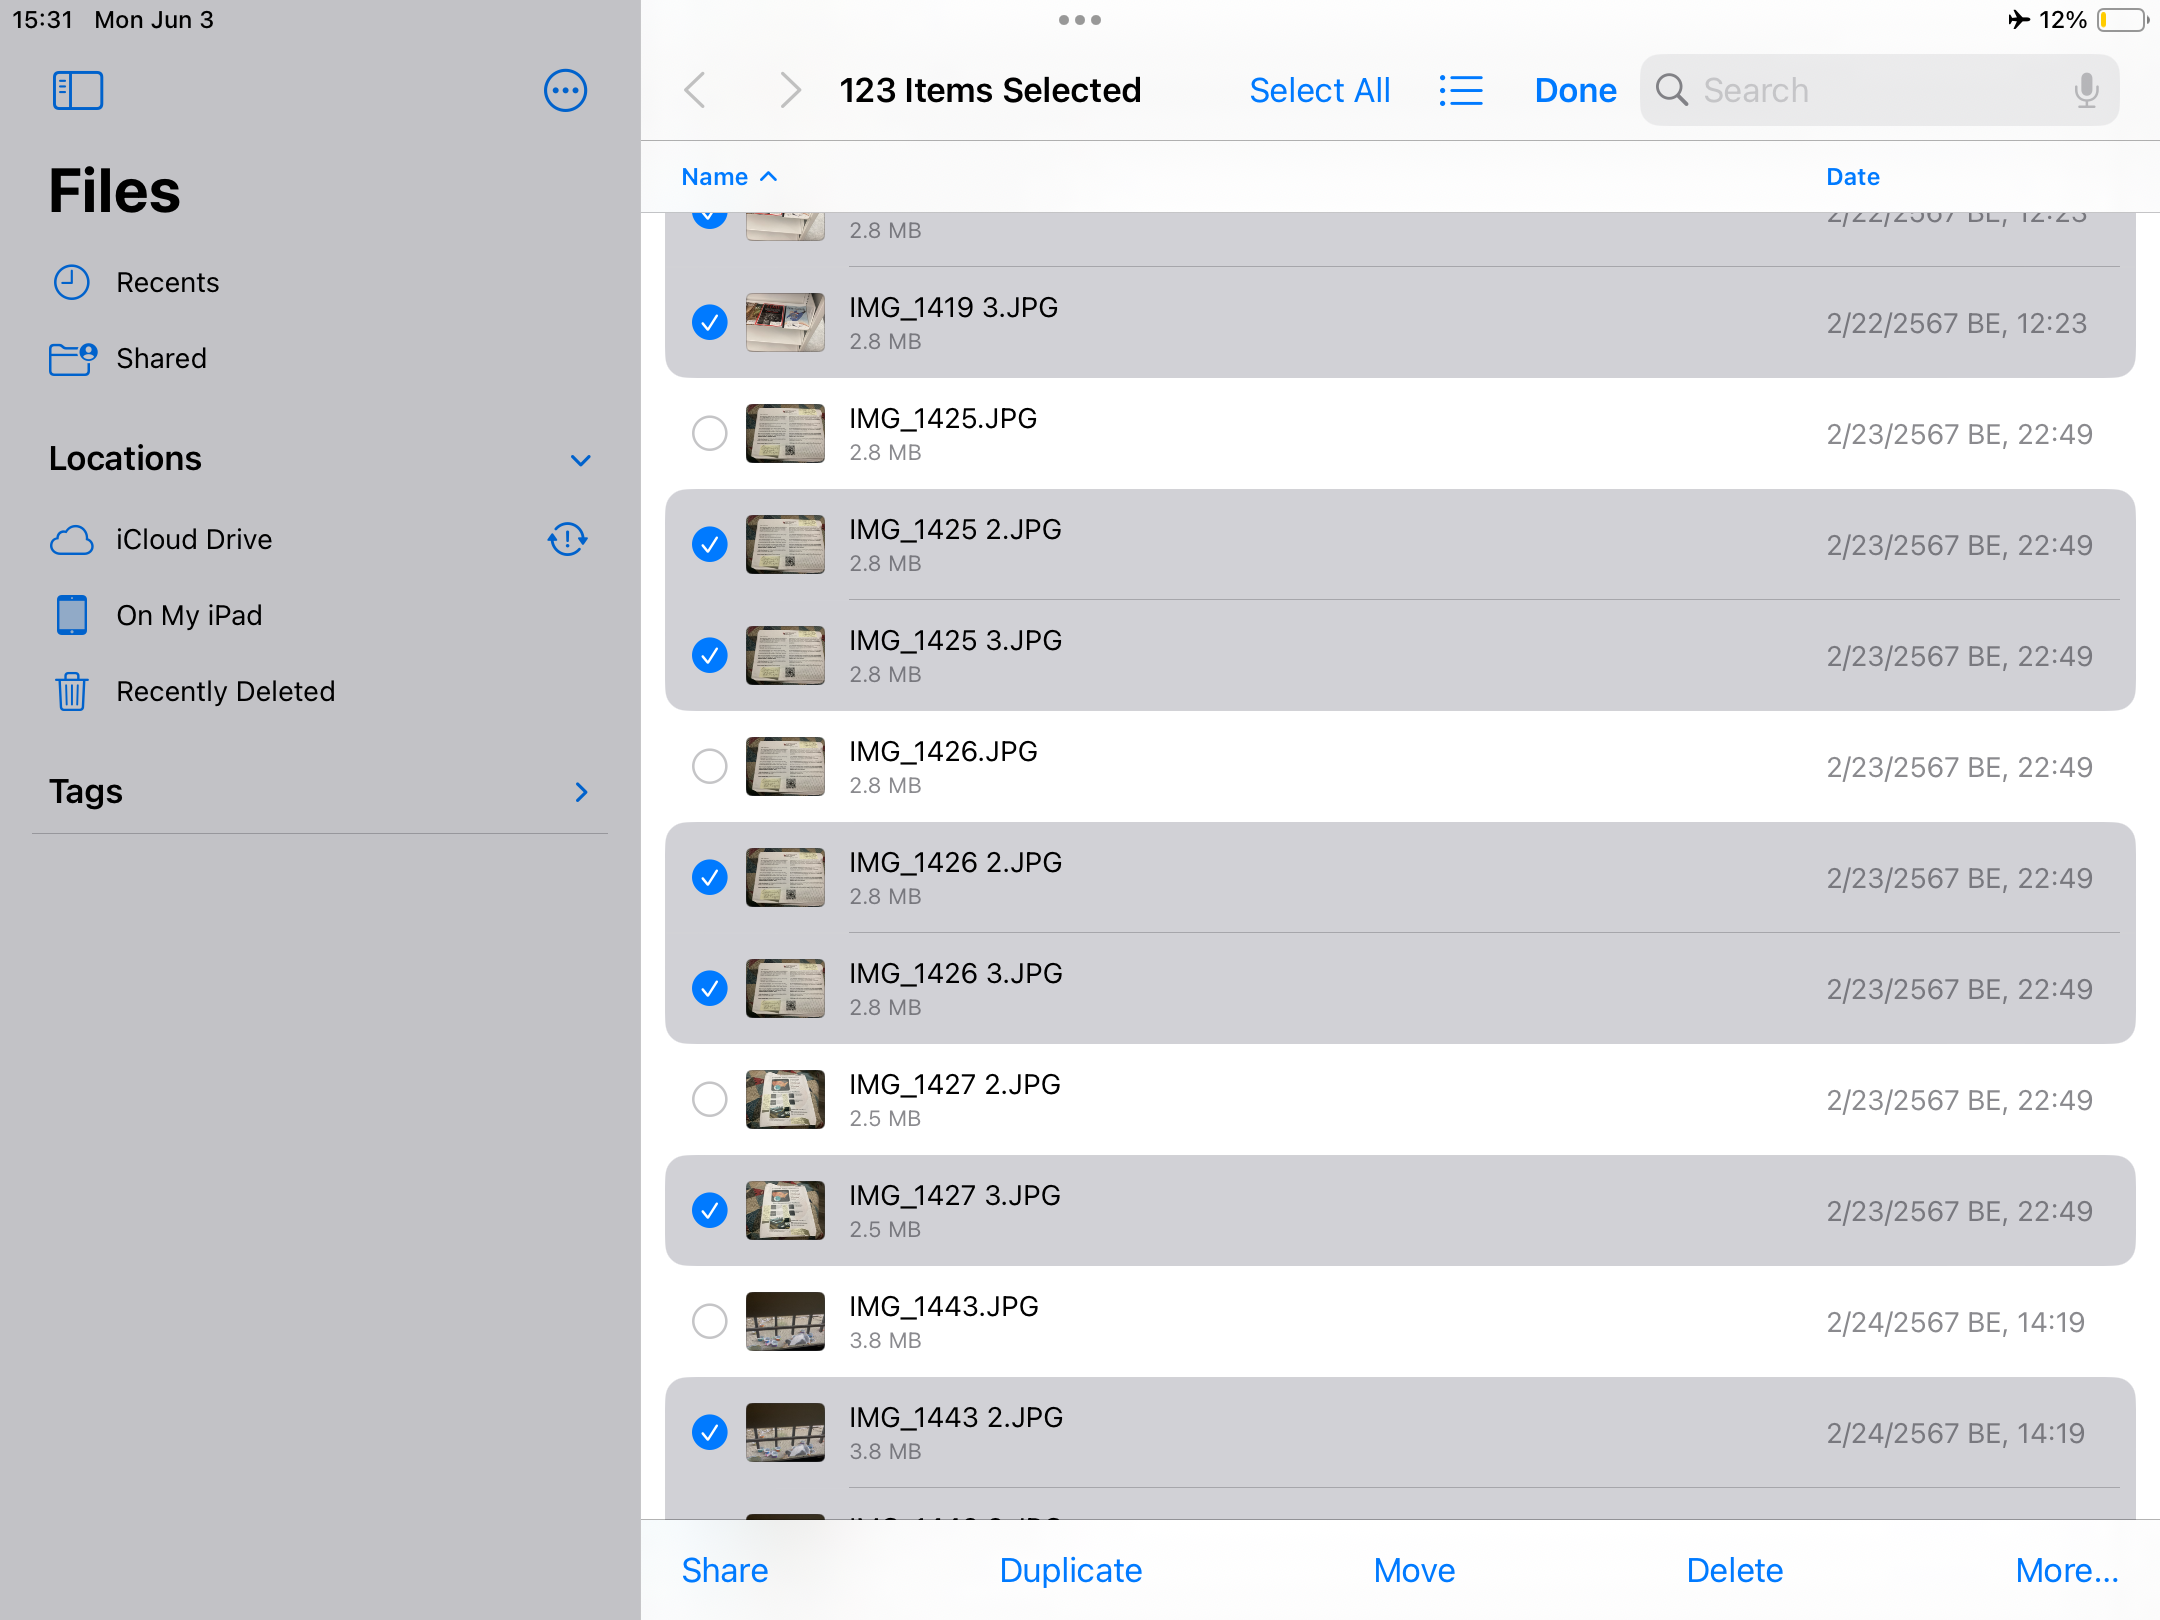 15:31 Mon Jun 3
12%
Files
Recents
Shared
Locations
iCloud Drive
On My iPad
Recently Deleted
Tags
123 Items Selected
Select All
Done
Search
Name
Date
2.8 MB
2/22/2567 BE, 12:23
IMG_1419 3.JPG
2.8 MB
2/22/2567 BE, 12:23
IMG_1425.JPG
2.8 MB
2/23/2567 BE, 22:49
IMG_1425 2.JPG
2.8 MB
2/23/2567 BE, 22:49
IMG_1425 3.JPG
2.8 MB
2/23/2567 BE, 22:49
IMG_1426.JPG
2.8 MB
2/23/2567 BE, 22:49
IMG_1426 2.JPG
2.8 MB
2/23/2567 BE, 22:49
IMG_1426 3.JPG
2.8 MB
2/23/2567 BE, 22:49
IMG_1427 2.JPG
2.5 MB
2/23/2567 BE, 22:49
IMG_1427 3.JPG
2.5 MB
2/23/2567 BE, 22:49
IMG_1443.JPG
3.8 MB
2/24/2567 BE, 14:19
IMG_1443 2.JPG
3.8 MB
2/24/2567 BE, 14:19
Share
Duplicate
Move
Delete
More...